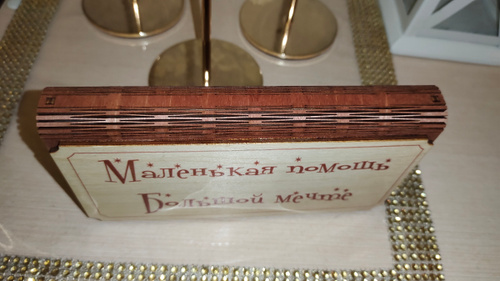 Маленькая помощь
Большой мечте